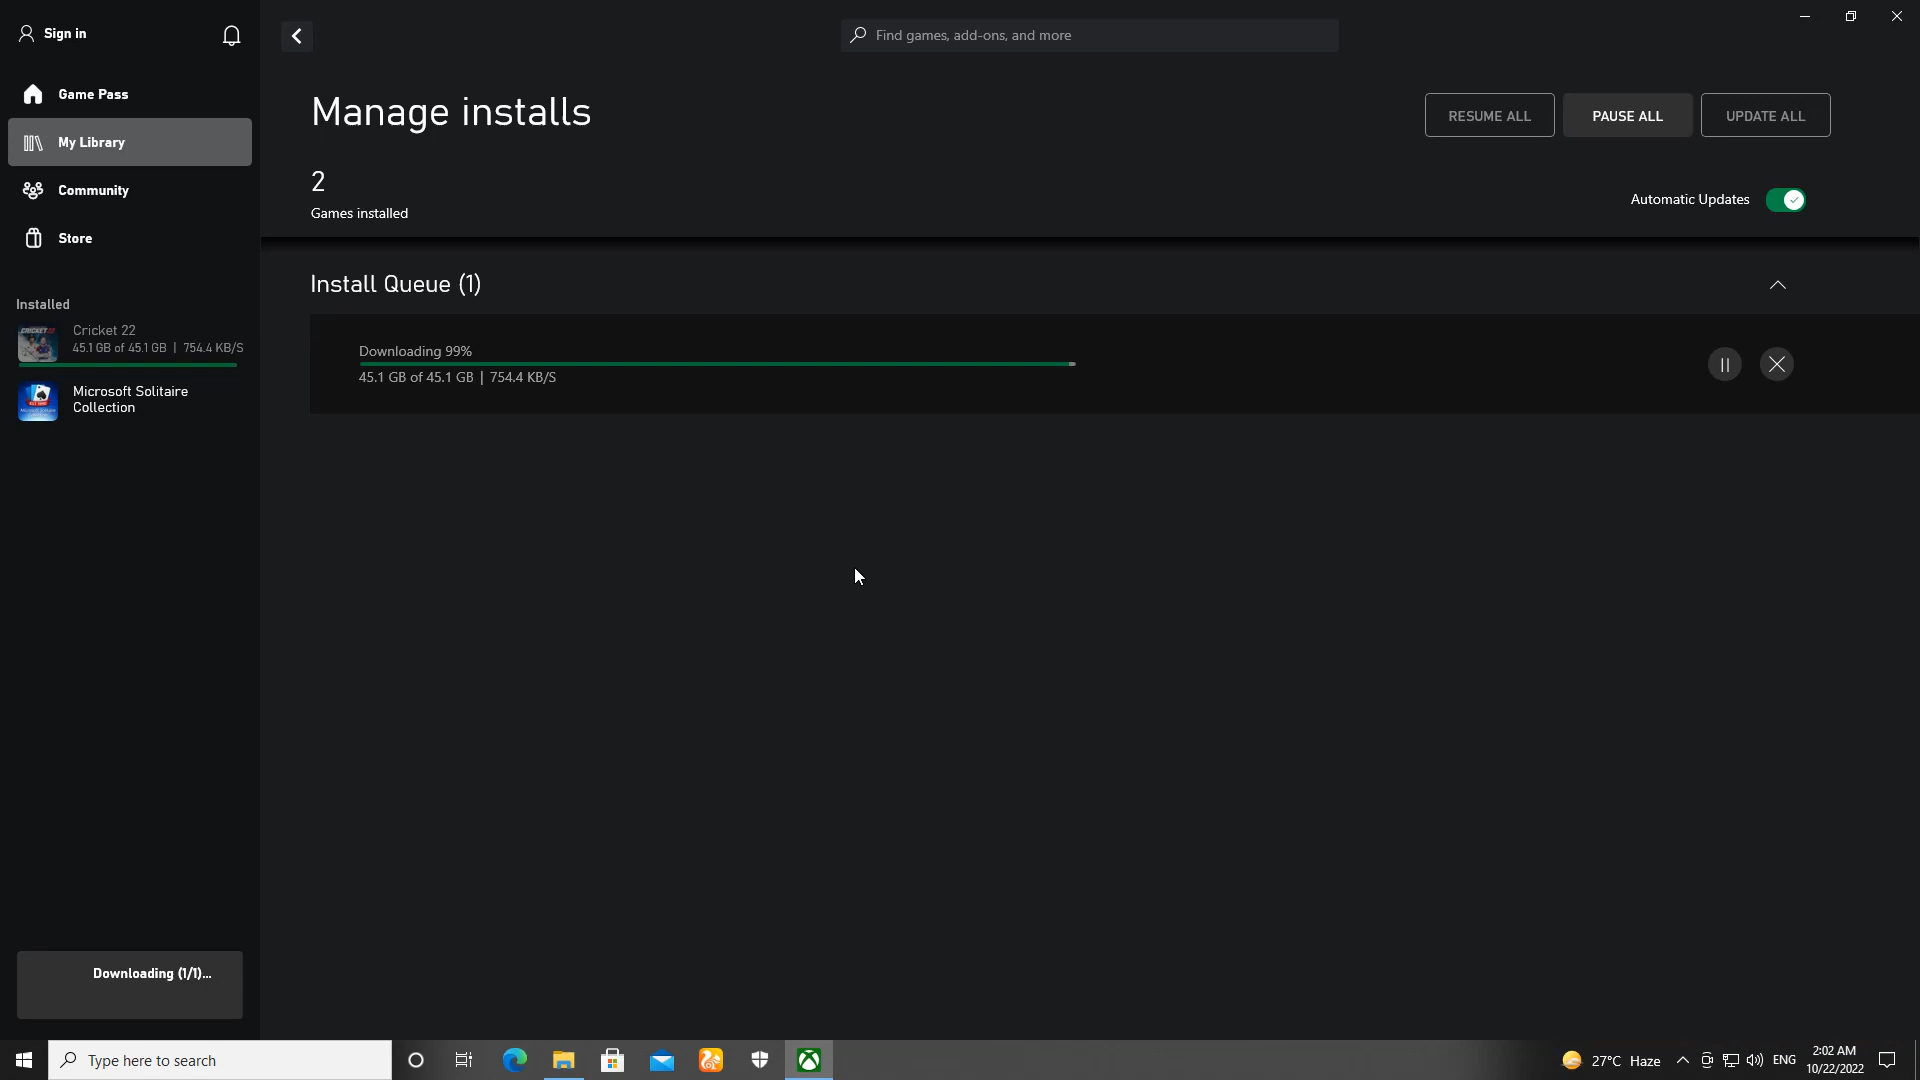 Sign in
Game Pass
My Library
Community
Store
Installed
Cricket 22
45.1 GB of 45.1 GB | 754.4 KB/S
Microsoft Solitaire
Collection
Downloading (1/1)...
Find games, add-ons, and more
Manage installs
RESUME ALL
PAUSE ALL
UPDATE ALL
2
Games installed
Automatic Updates
Install Queue (1)
Downloading 99%
45.1 GB of 45.1 GB | 754.4 KB/S
Type here to search
27°C Haze
ENG
2:02 AM
10/22/2022